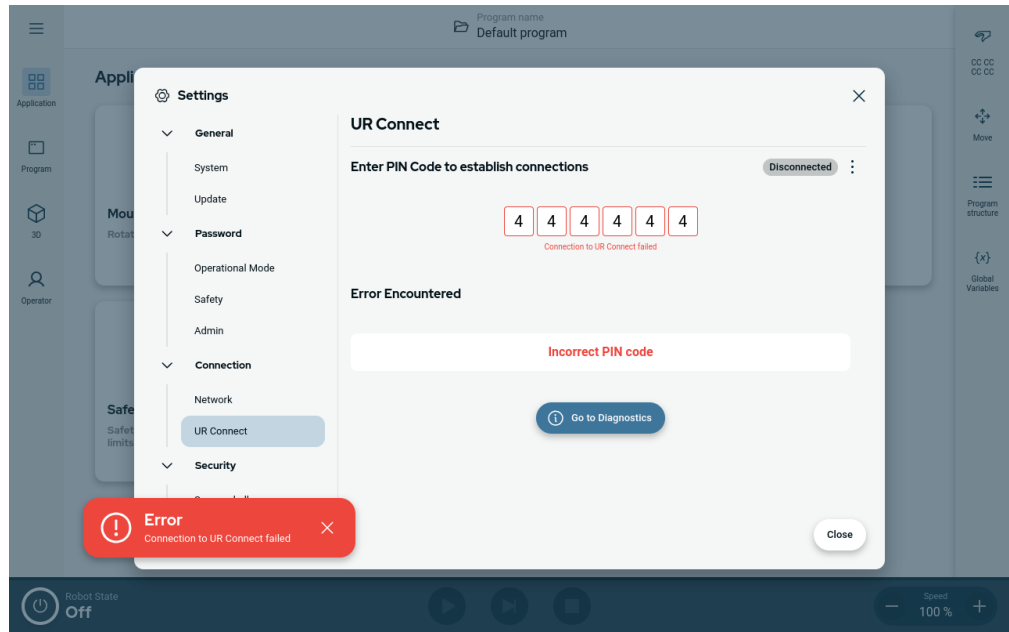 Program name
Default program
CC CC
CC CC
Application
Program
3D
Operator
Move
Program
structure
{x}
Global
Variables
Appli
Mou
Rotat
Safe
Safet
limits
Settings
General
System
Update
Password
Operational Mode
Safety
Admin
Connection
Network
UR Connect
Security
UR Connect
Enter PIN Code to establish connections
Disconnected
4 4 4 4 4 4
Connection to UR Connect failed
Error Encountered
Incorrect PIN code
Go to Diagnostics
Close
Error
Connection to UR Connect failed
Robot State
Off
Speed
100 %